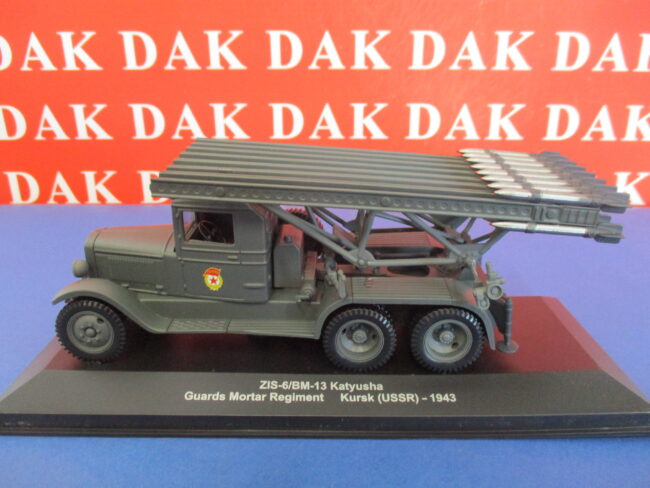 DAK DAK DAK DAK DAK DAK DAK
DAK DAK DAK DAK DAK DAK DAK
DAK DAK DAK
ZIS-6/BM-13 Katyusha
Guards Mortar Regiment Kursk (USSR) - 1943